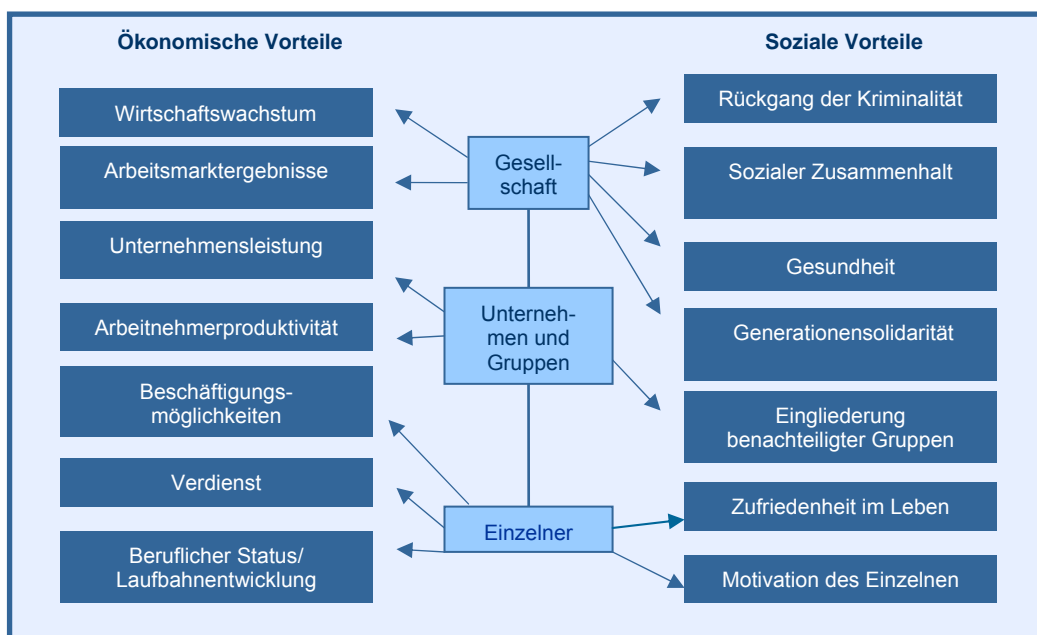 Ökonomische Vorteile
Soziale Vorteile
Wirtschaftswachstum
Arbeitsmarktergebnisse
Unternehmensleistung
Arbeitnehmerproduktivität
Beschäftigungs-
möglichkeiten
Verdienst
Beruflicher Status/
Laufbahnentwicklung
Gesell-
schaft
Unterneh-
men und
Gruppen
Einzelner
Rückgang der Kriminalität
Sozialer Zusammenhalt
Gesundheit
Generationensolidarität
Eingliederung
benachteiligter Gruppen
Zufriedenheit im Leben
Motivation des Einzelnen